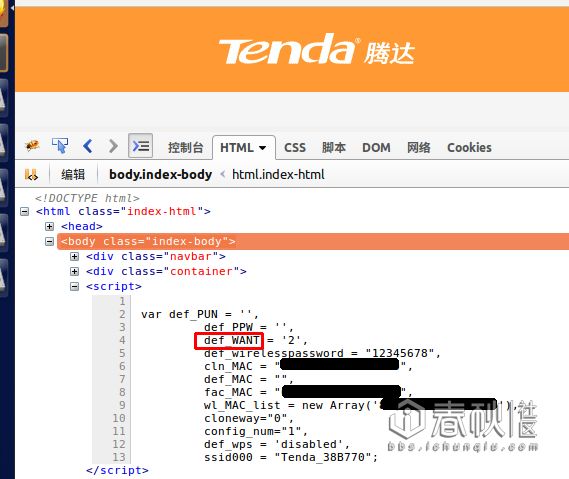 Tenda® 腾达
控制台 HTML CSS 脚本 DOM 网络 Cookies
编辑 body.index-body < html.index-html
<!DOCTYPE html>
<html class="index-html">
<head>
<body class="index-body">
<div class="navbar">
<div class="container">
<script>
1
2 var def_PUN = '',
3 def_PPW = '',
4 def_WANT = '2',
5 def_wirelesspassword = "12345678",
6 cln_MAC = "",
7 def_MAC = "",
8 fac_MAC = "",
9 wl_MAC_list = new Array(''),
10 cloneway="0",
11 config_num="1",
12 def_wps = 'disabled',
13 ssid000 = "Tenda_38B770";
</script>
春秋社区
bbs.ichunqiu.com